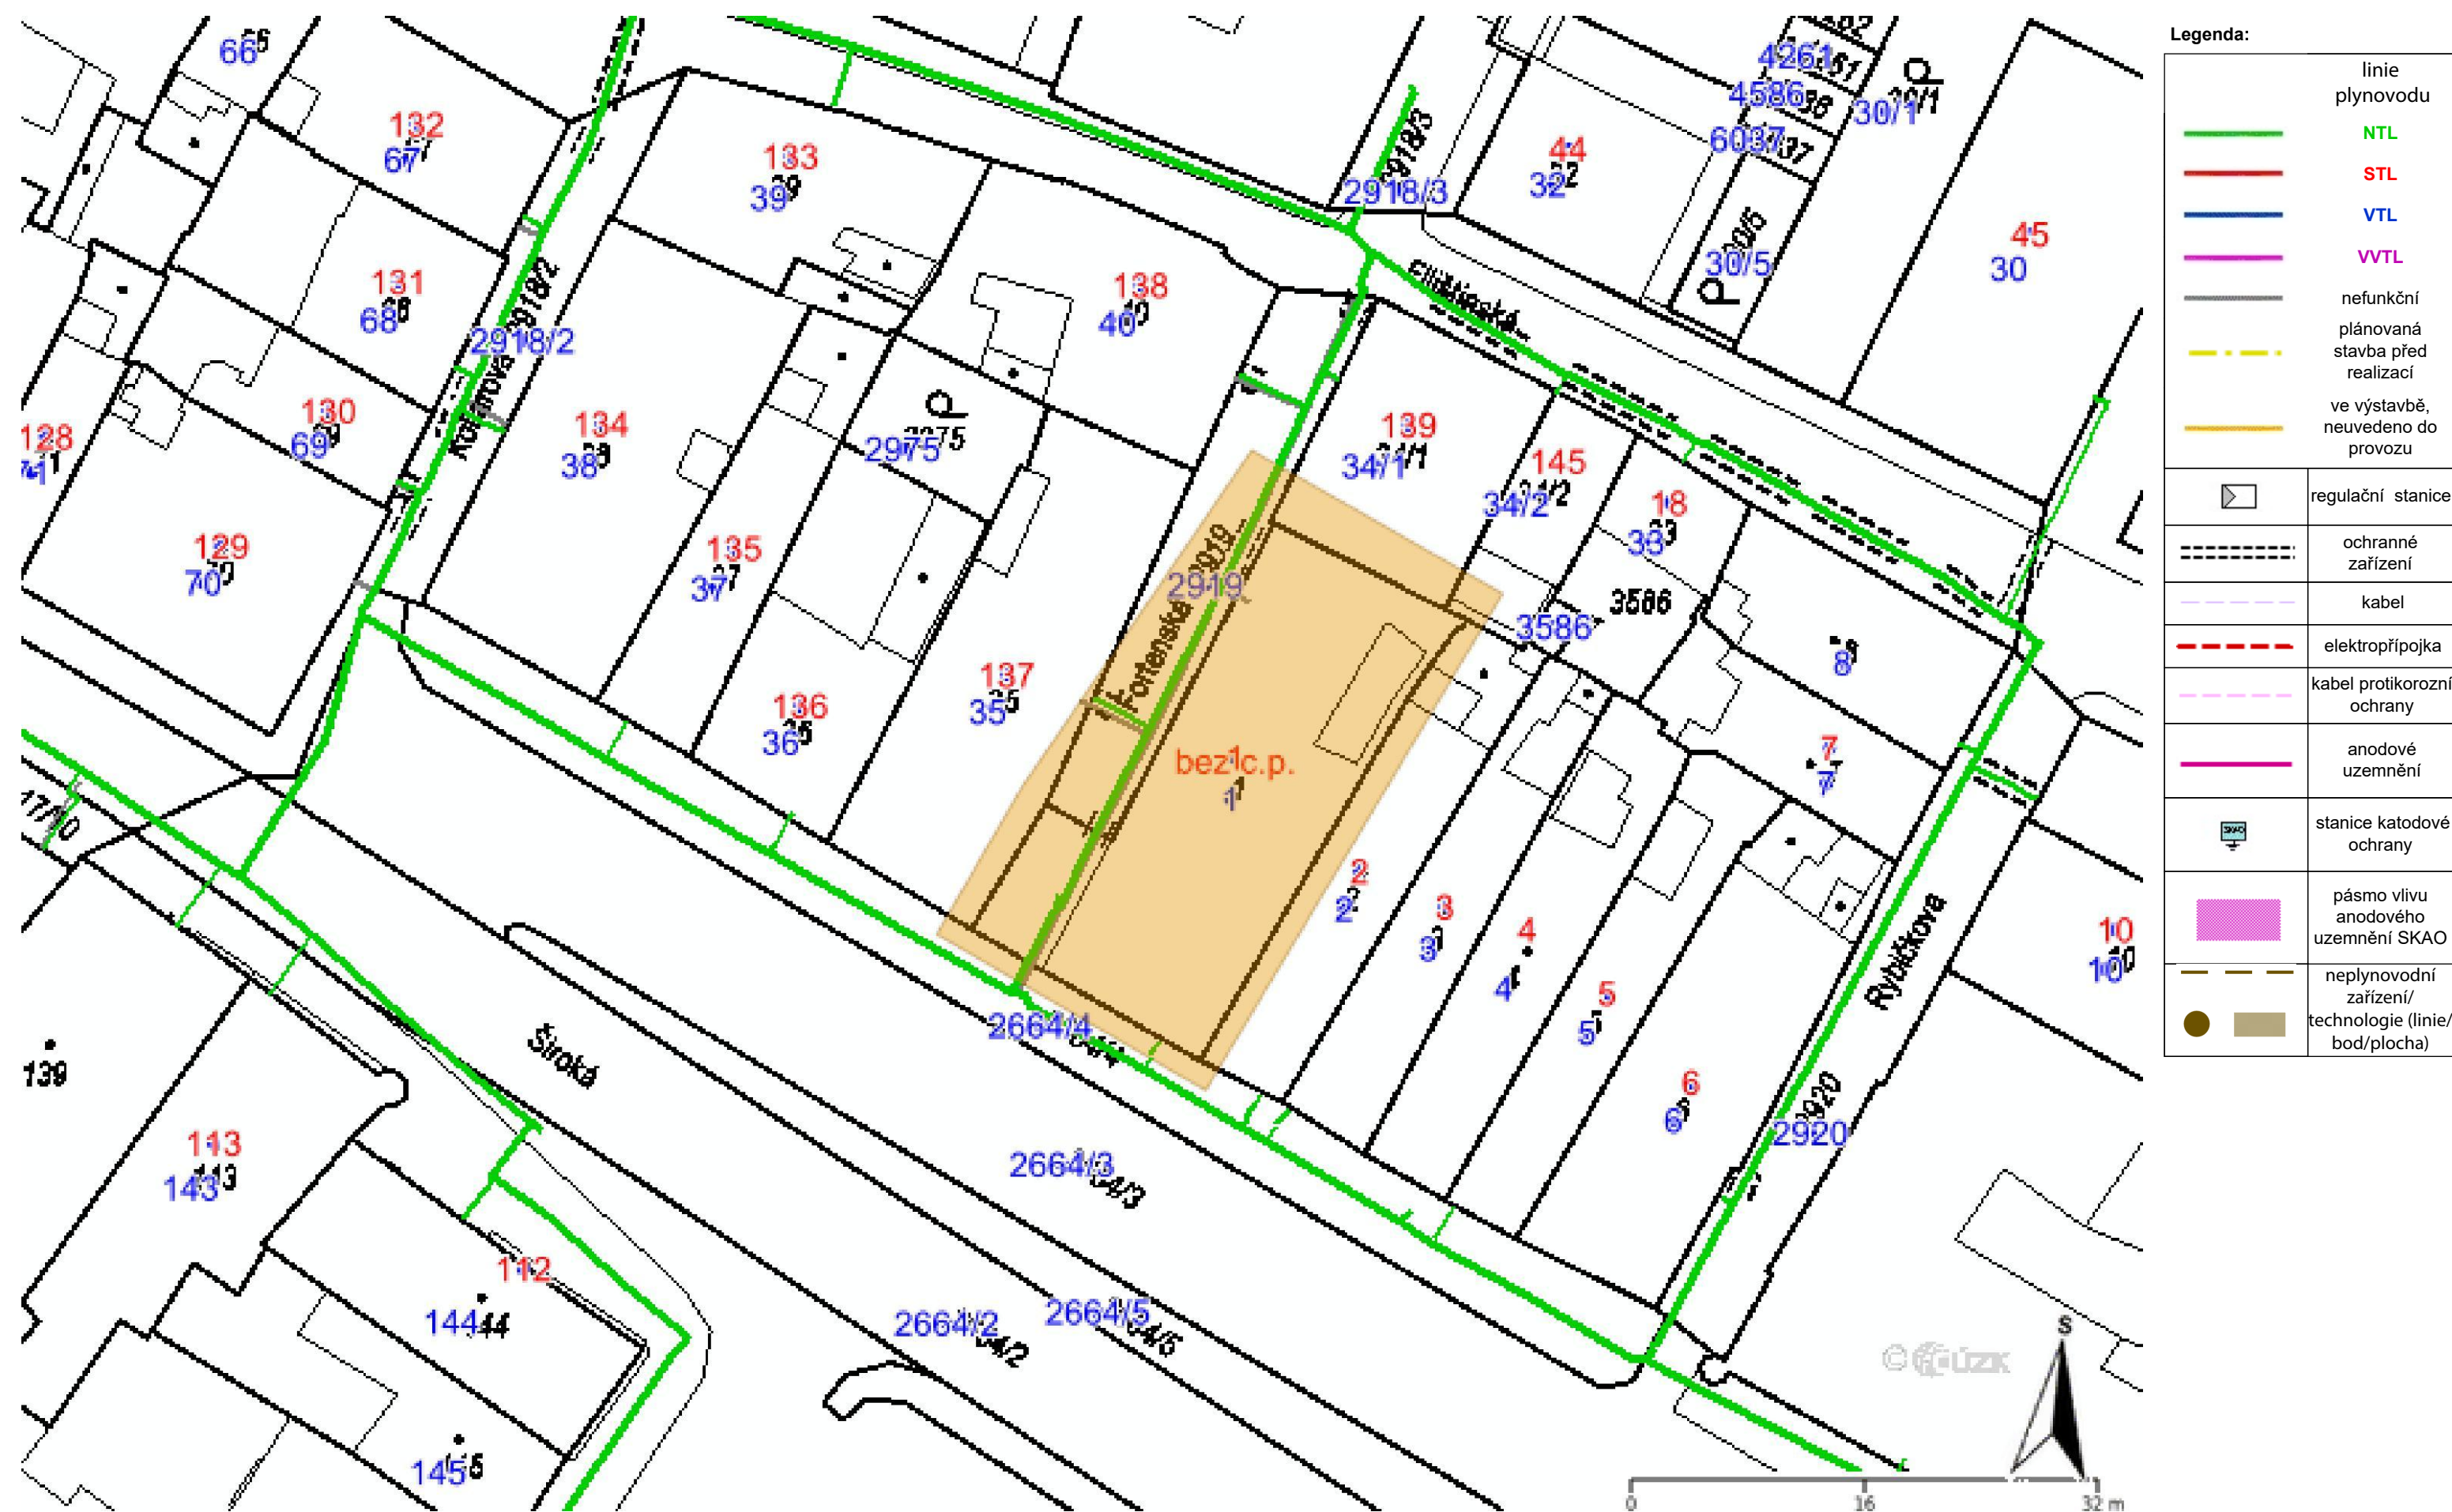 66
132
67
133
39
2918/3
44
32
4261
4586
6037
30/1
P
30/5
P
45
30
131
68
2918/2
138
40
Jiližtinská
130
69
128
71
134
38
P
2975
139
34/1
145
34/2
18
33
129
70
135
37
2919
Fortenská
3586
3586
8
137
35
136
36
bez č.p.
1
7
7
17/10
2
2
3
3
4
4
5
5
6
6
Rybičkova
10
10
2664/4
Široká
139
113
143
2664/3
2920
112
144
2664/2
2664/5
145
S
0
16
32 m
Legenda:
linie
plynovodu
NTL
STL
VTL
VVTL
nefunkční
plánovaná
stavba před
realizací
ve výstavbě,
neuvedeno do
provozu
regulační stanice
ochranné
zařízení
kabel
elektropřípojka
kabel protikorozní
ochrany
anodové
uzemnění
SKAO
stanice katodové
ochrany
pásmo vlivu
anodového
uzemnění SKAO
neplynovodní
zařízení/
technologie (linie/
bod/plocha)